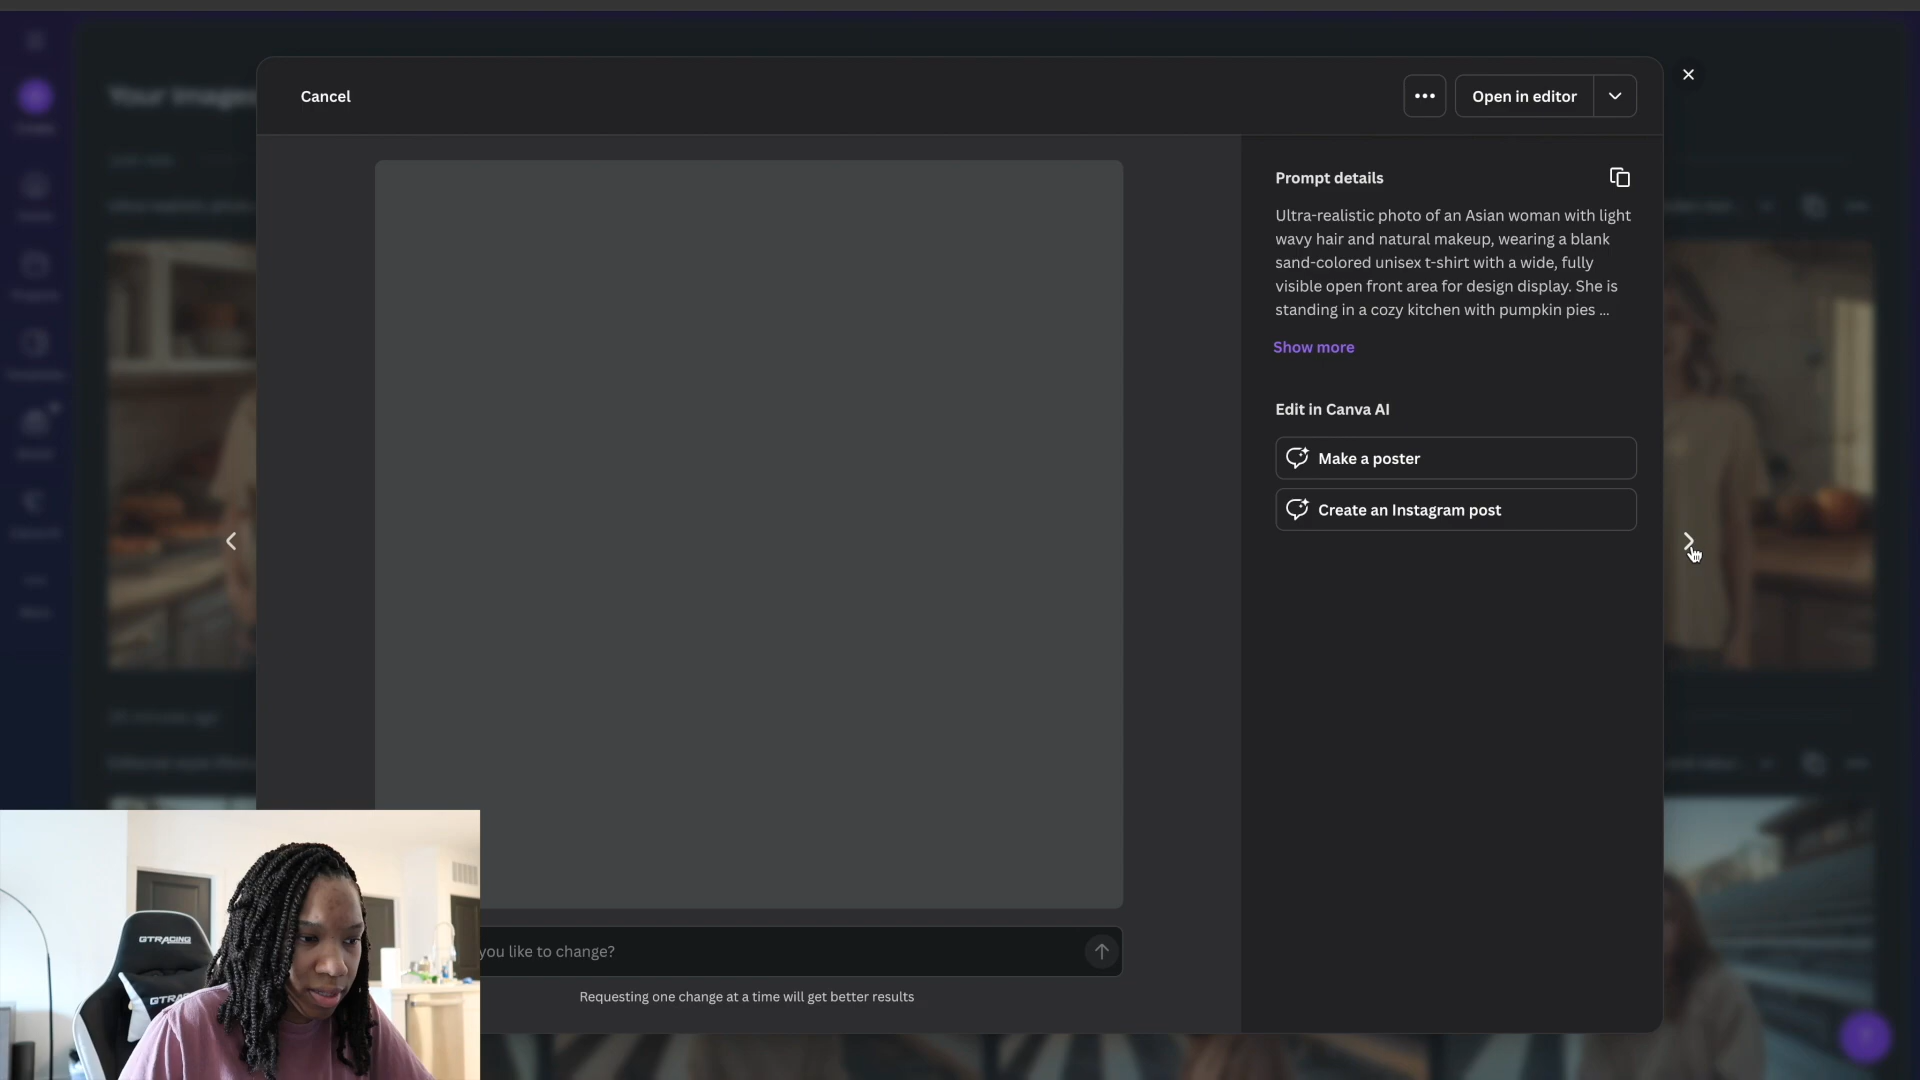 Your images
Cancel
Open in editor
Prompt details
Ultra-realistic photo of an Asian woman with light
wavy hair and natural makeup, wearing a blank
sand-colored unisex t-shirt with a wide, fully
visible open front area for design display. She is
standing in a cozy kitchen with pumpkin pies ...
Show more
Edit in Canva AI
Make a poster
Create an Instagram post
you like to change?
Requesting one change at a time will get better results
GTRACING
GTRA